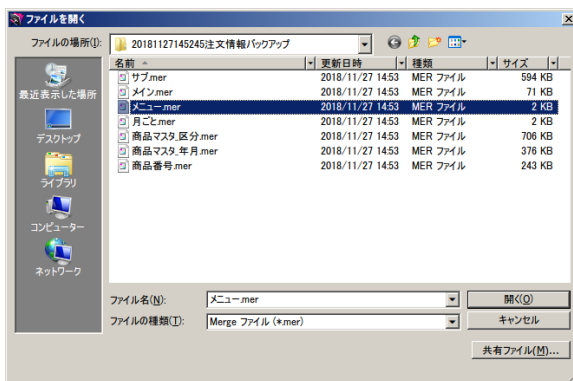 ファイルを開く
ファイルの場所(I): 20181127145245注文情報バックアップ
名前 更新日時 種類 サイズ
サブ.mer 2018/11/27 14:53 MER ファイル 594 KB
メイン.mer 2018/11/27 14:53 MER ファイル 71 KB
メニュー.mer 2018/11/27 14:53 MER ファイル 2 KB
月ごと.mer 2018/11/27 14:53 MER ファイル 2 KB
商品マスタ_区分.mer 2018/11/27 14:53 MER ファイル 706 KB
商品マスタ_年月.mer 2018/11/27 14:53 MER ファイル 376 KB
商品番号.mer 2018/11/27 14:53 MER ファイル 243 KB
最近表示した場所
デスクトップ
ライブラリ
コンピューター
ネットワーク
ファイル名(N): メニュー.mer 開く(O)
ファイルの種類(T): Merge ファイル (*.mer) キャンセル
共有ファイル(M)...